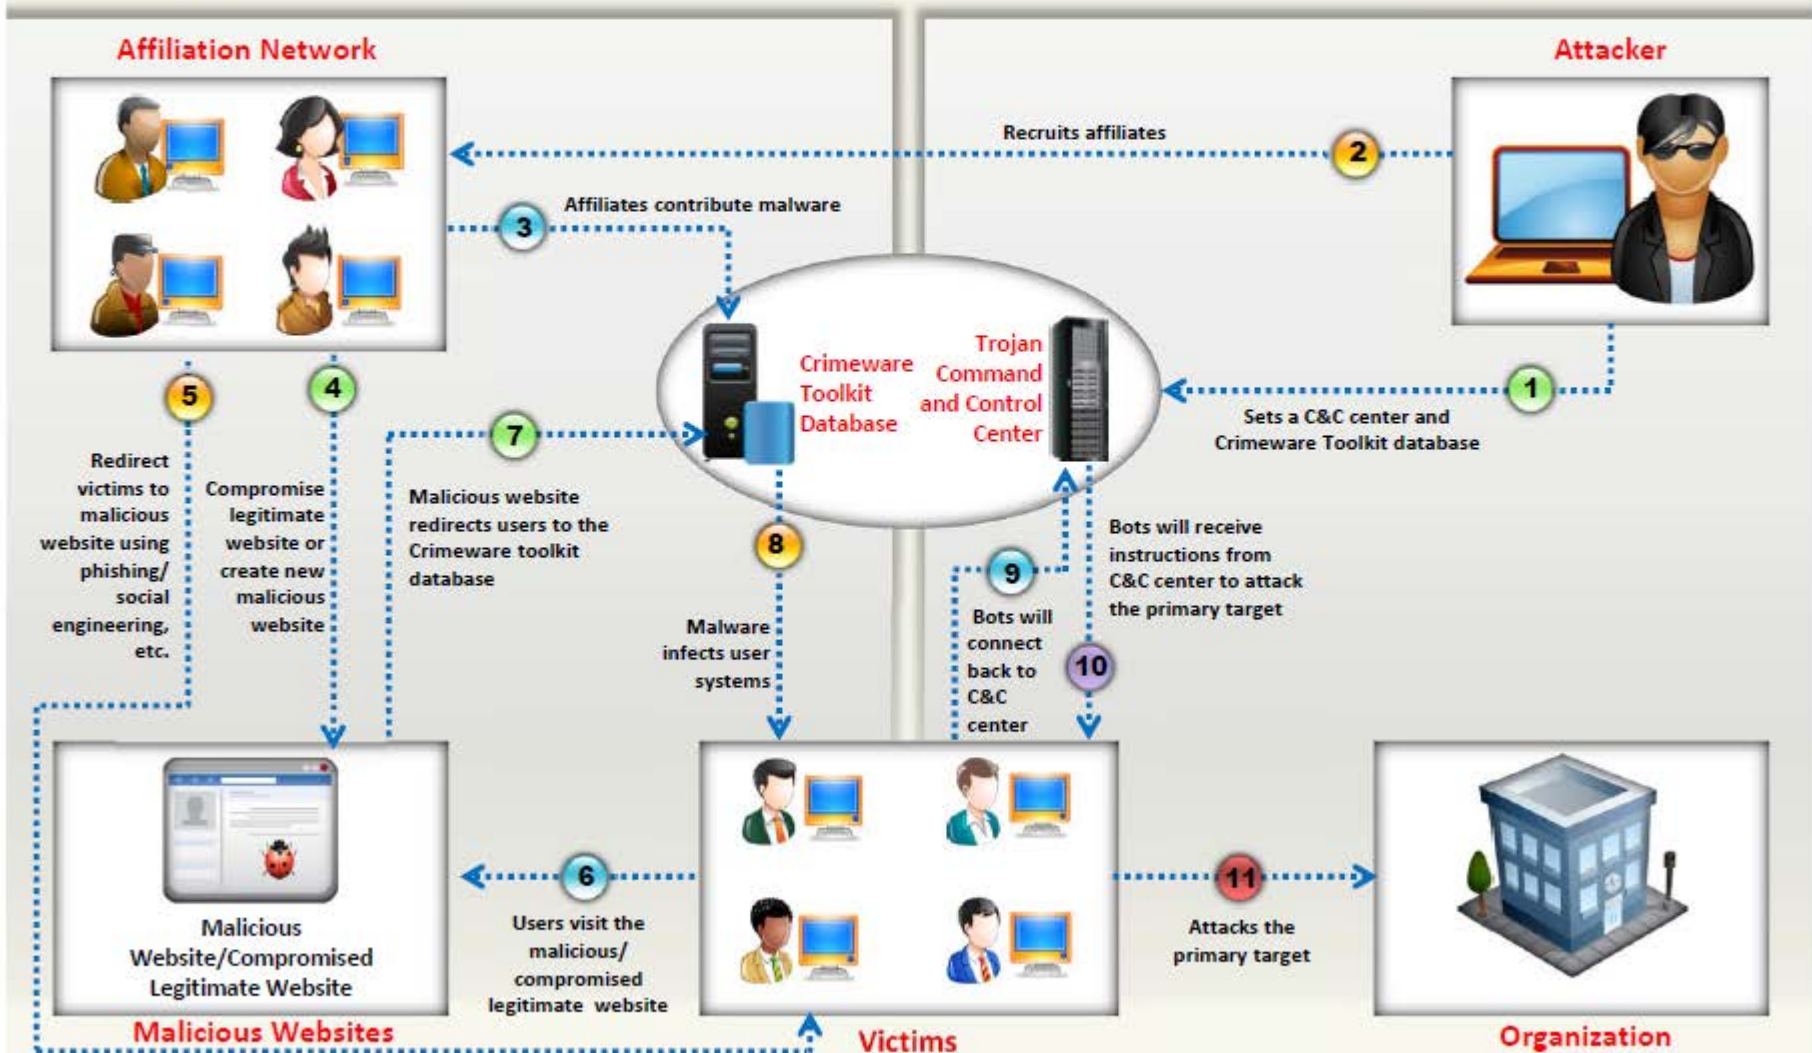 Affiliation Network
Attacker
Recruits affiliates
2
3
Affiliates contribute malware
Crimeware
Toolkit
Database
Trojan
Command
and Control
Center
1
Sets a C&C center and
Crimeware Toolkit database
5
4
7
Redirect
victims to
malicious
website using
phishing/
social
engineering,
etc.
Compromise
legitimate
website or
create new
malicious
website
Malicious website
redirects users to the
Crimeware toolkit
database
8
Malware
infects user
systems
9
Bots will
connect
back to
C&C
center
Bots will receive
instructions from
C&C center to attack
the primary target
10
Malicious
Website/Compromised
Legitimate Website
Malicious Websites
6
Users visit the
malicious/
compromised
legitimate website
Victims
11
Attacks the
primary target
Organization